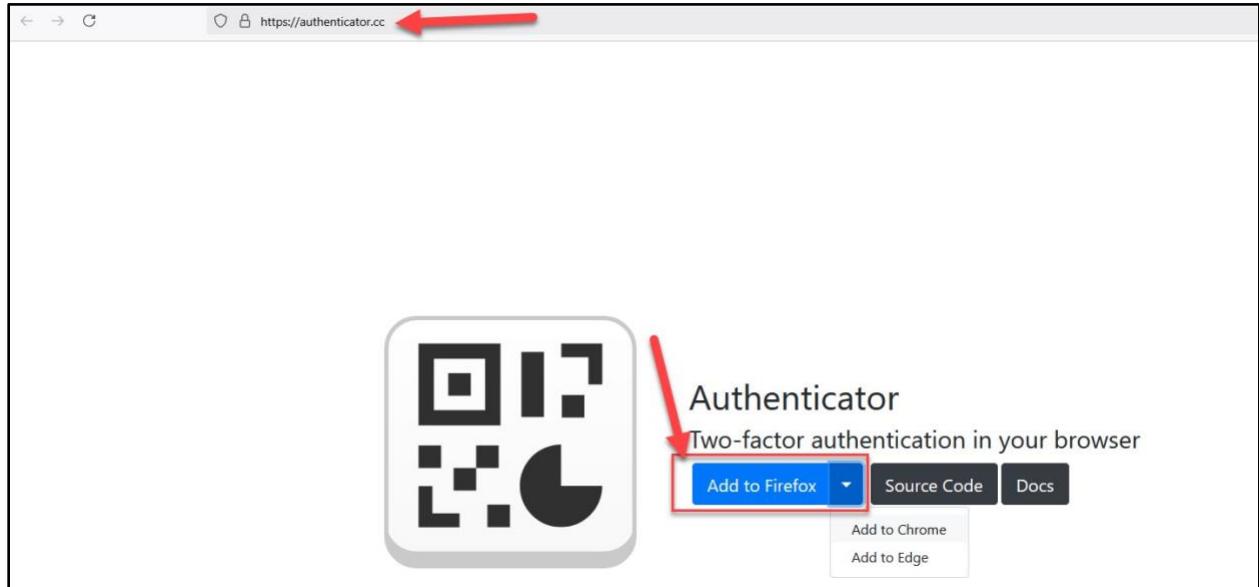 https://authenticator.cc
Authenticator
Two-factor authentication in your browser
Add to Firefox Source Code Docs
Add to Chrome
Add to Edge